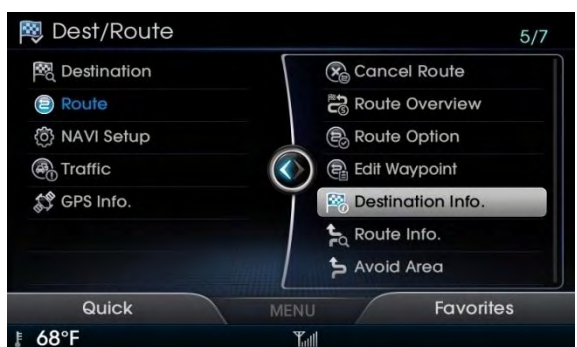 Dest/Route
5/7
Destination
Route
NAVI Setup
Traffic
GPS Info.
Cancel Route
Route Overview
Route Option
Edit Waypoint
Destination Info.
Route Info.
Avoid Area
Quick
MENU
Favorites
68°F